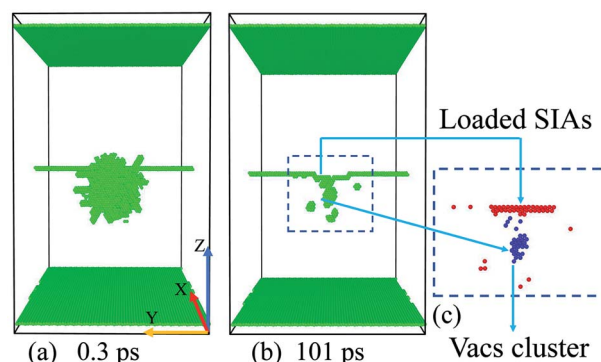 Loaded SIAs
Z
X
Y
(c)
(a) 0.3 ps
(b) 101 ps
Vacs cluster